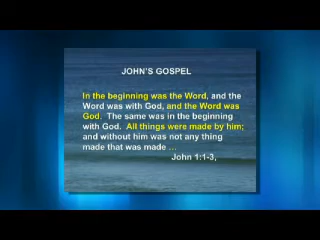 JOHN'S GOSPEL
In the beginning was the Word, and the
Word was with God, and the Word was
God. The same was in the beginning
with God. All things were made by him;
and without him was not any thing
made that was made ...
John 1:1-3,